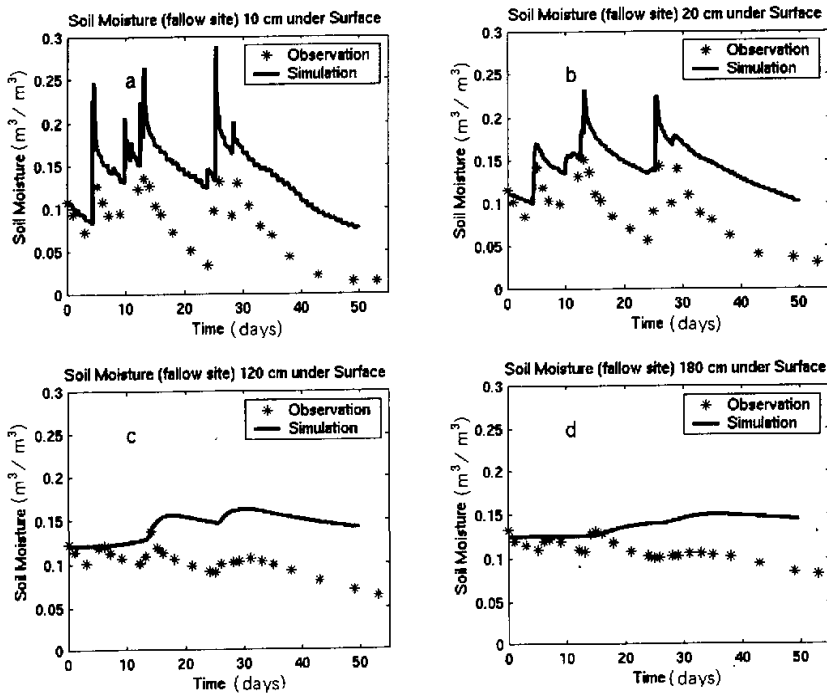 Soil Moisture (fallow site) 10 cm under Surface
Soil Moisture (m³ / m³)
0.3
0.25
0.2
0.15
0.1
0.05
0
a
* Observation
Simulation
0 10 20 30 40 50
Time (days)
Soil Moisture (fallow site) 20 cm under Surface
Soil Moisture (m³ / m³)
0.3
0.25
0.2
0.15
0.1
0.05
0
b
* Observation
Simulation
0 10 20 30 40 50
Time (days)
Soil Moisture (fallow site) 120 cm under Surface
Soil Moisture (m³ / m³)
0.3
0.25
0.2
0.15
0.1
0.05
0
c
* Observation
Simulation
0 10 20 30 40 50
Time (days)
Soil Moisture (fallow site) 180 cm under Surface
Soil Moisture (m³ / m³)
0.3
0.25
0.2
0.15
0.1
0.05
0
d
* Observation
Simulation
0 10 20 30 40 50
Time (days)